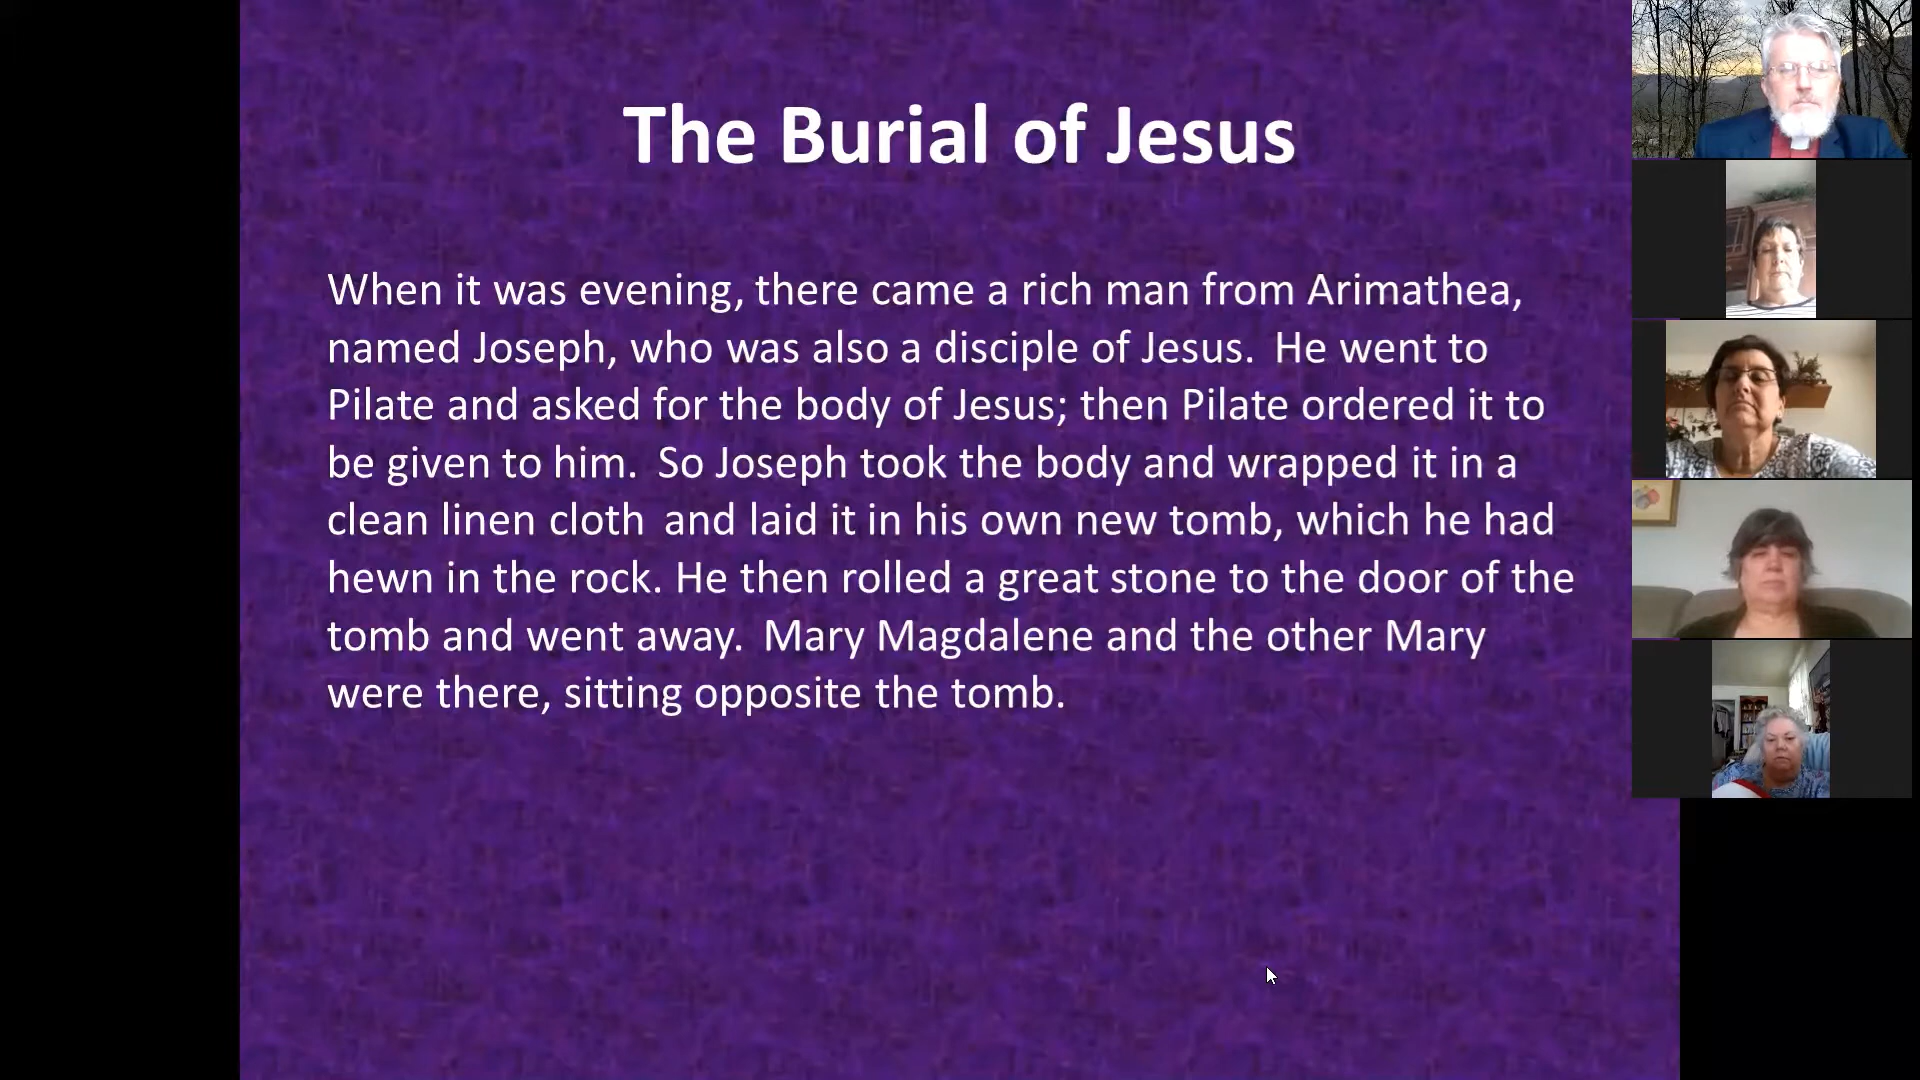 The Burial of Jesus
When it was evening, there came a rich man from Arimathea,
named Joseph, who was also a disciple of Jesus.  He went to
Pilate and asked for the body of Jesus; then Pilate ordered it to
be given to him.  So Joseph took the body and wrapped it in a
clean linen cloth  and laid it in his own new tomb, which he had
hewn in the rock. He then rolled a great stone to the door of the
tomb and went away.  Mary Magdalene and the other Mary
were there, sitting opposite the tomb.